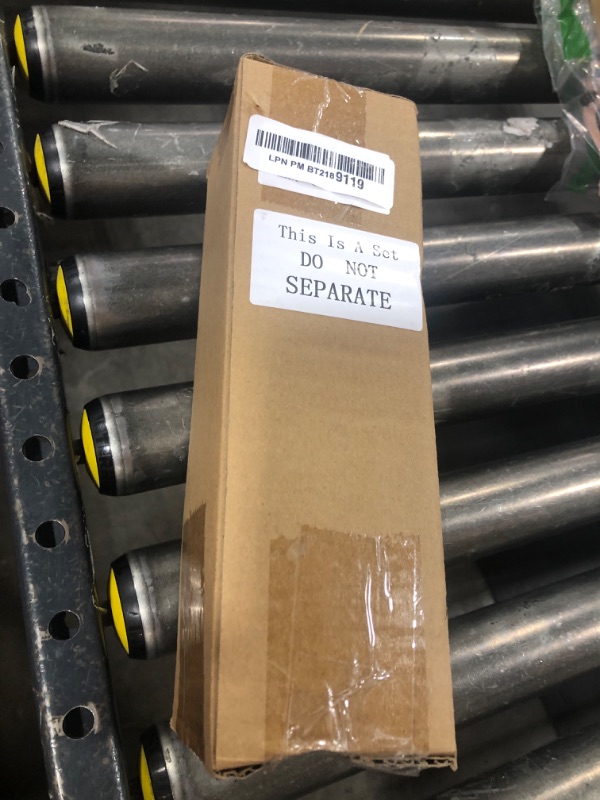 LPN PM BT2189119
This Is A Set
DO NOT
SEPARATE